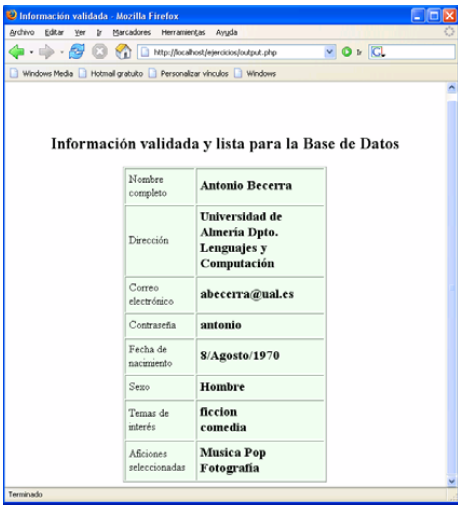 Información validada - Mozilla Firefox
Archivo Editar Ver Ir Marcadores Herramientas Ayuda
http://localhost/ejercicios/output.php Ir
Windows Media Hotmail gratuito Personalizar vínculos Windows
Información validada y lista para la Base de Datos
Nombre
completo
Antonio Becerra
Dirección
Universidad de
Almería Dpto.
Lenguajes y
Computación
Correo
electrónico
abecerra@ual.es
Contraseña
antonio
Fecha de
nacimiento
8/Agosto/1970
Sexo
Hombre
Temas de
interés
ficcion
comedia
Aficiones
seleccionadas
Musica Pop
Fotografía
Terminado